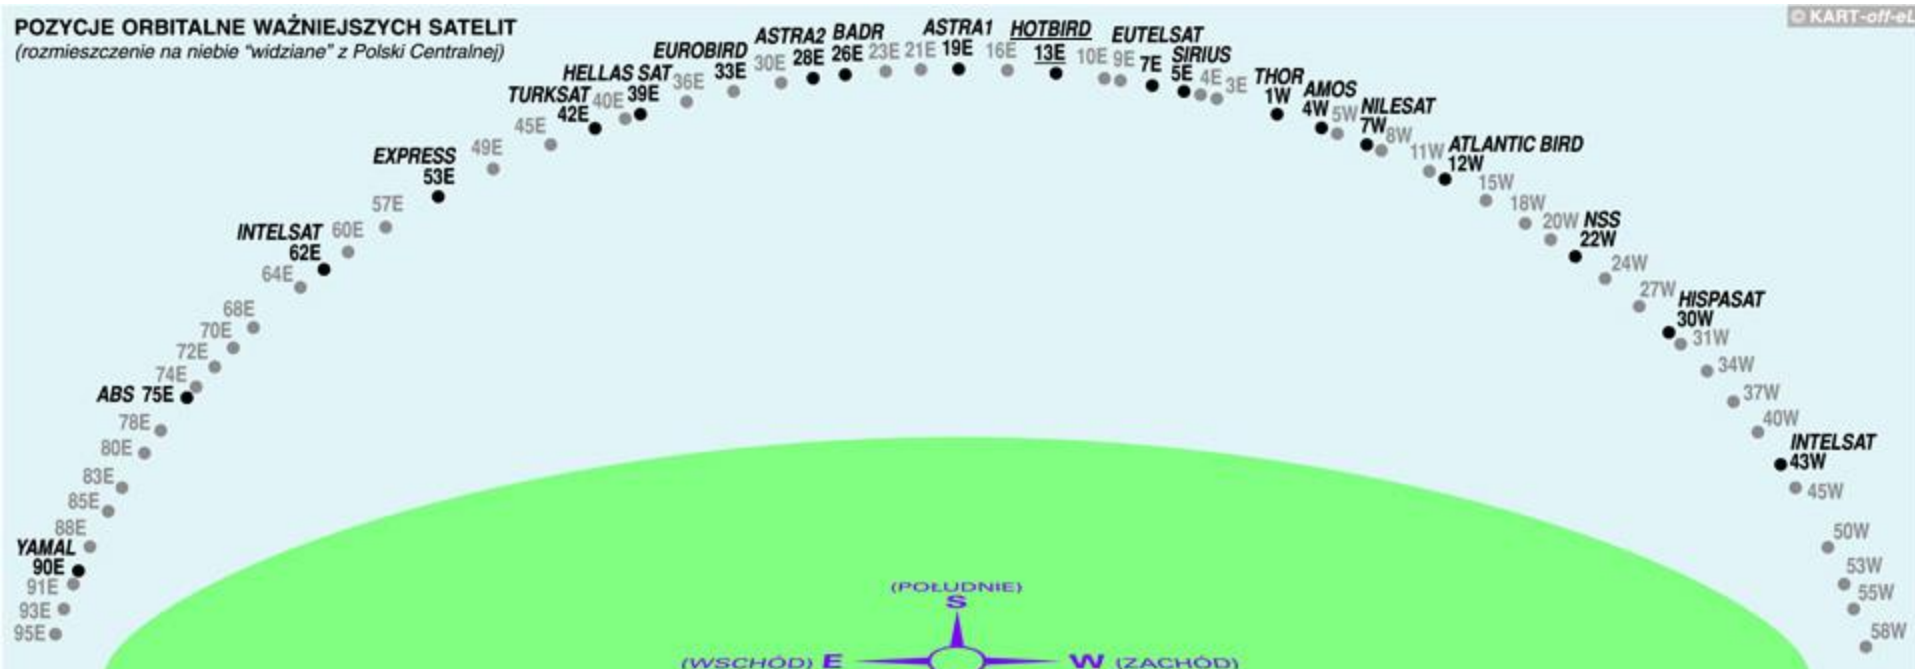 POZYCJE ORBITALNE WAŻNIEJSZYCH SATELIT
(rozmieszczenie na niebie "widziane" z Polski Centralnej)
© KART-off-eL
95E
93E
91E
YAMAL
90E
88E
85E
83E
80E
78E
ABS 75E
74E
72E
70E
68E
64E
INTELSAT
62E
60E
57E
EXPRESS
53E
49E
45E
TURKSAT
42E
40E
HELLAS SAT
39E
36E
EUROBIRD
33E
30E
ASTRA2
28E
BADR
26E
23E
21E
ASTRA1
19E
16E
HOTBIRD
13E
10E
9E
EUTELSAT
7E
SIRIUS
5E
4E
3E
THOR
1W
AMOS
4W
5W
NILESAT
7W
8W
11W
ATLANTIC BIRD
12W
15W
18W
20W
NSS
22W
24W
27W
HISPASAT
30W
31W
34W
37W
40W
INTELSAT
43W
45W
50W
53W
55W
58W
(POŁUDNIE)
S
(WSCHÓD) E
W (ZACHÓD)